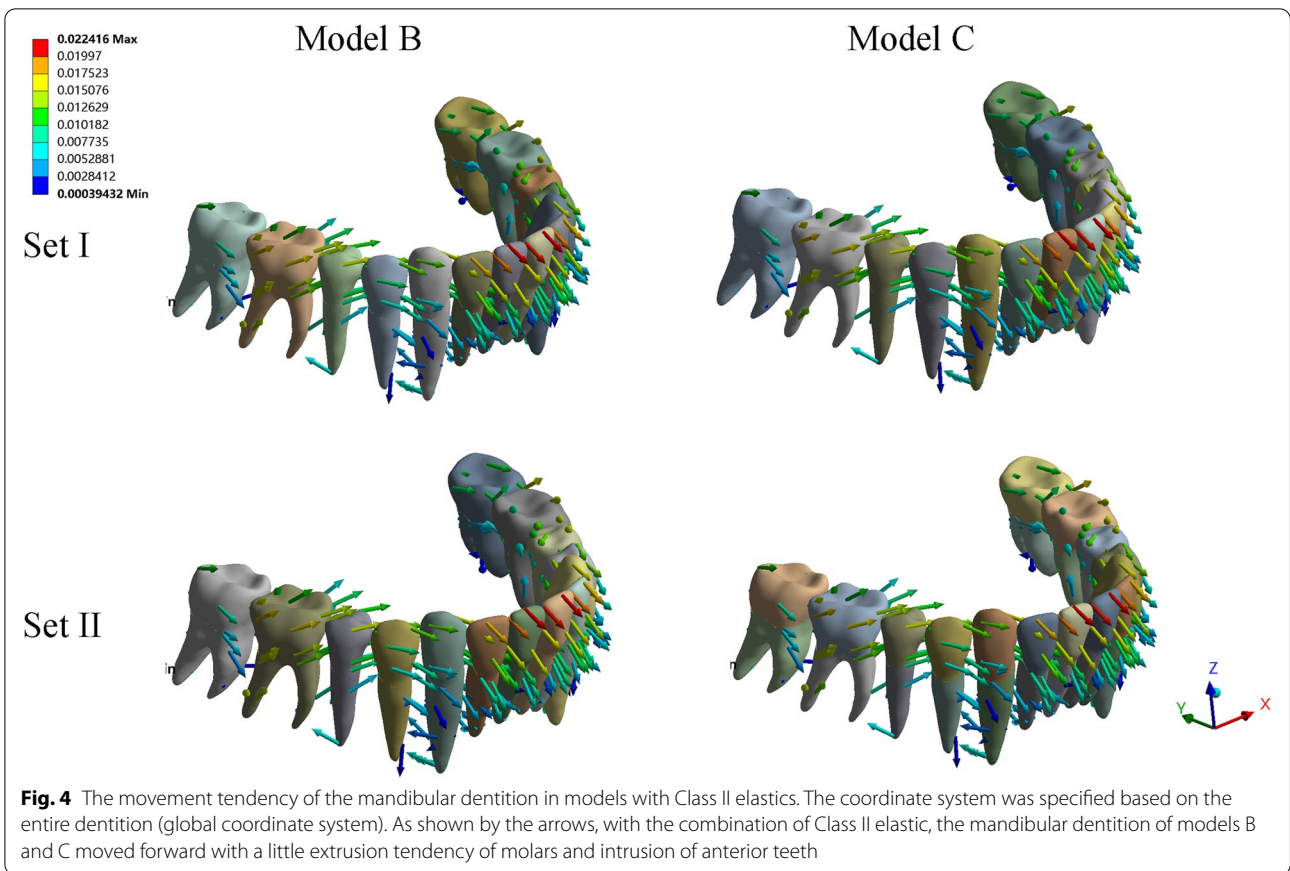 Model B
Model C
0.022416 Max
0.01997
0.017523
0.015076
0.012629
0.010182
0.007735
0.0052881
0.0028412
0.00039432 Min
Set I
Set II
Z
Y
X
Fig. 4 The movement tendency of the mandibular dentition in models with Class II elastics. The coordinate system was specified based on the
entire dentition (global coordinate system). As shown by the arrows, with the combination of Class II elastic, the mandibular dentition of models B
and C moved forward with a little extrusion tendency of molars and intrusion of anterior teeth